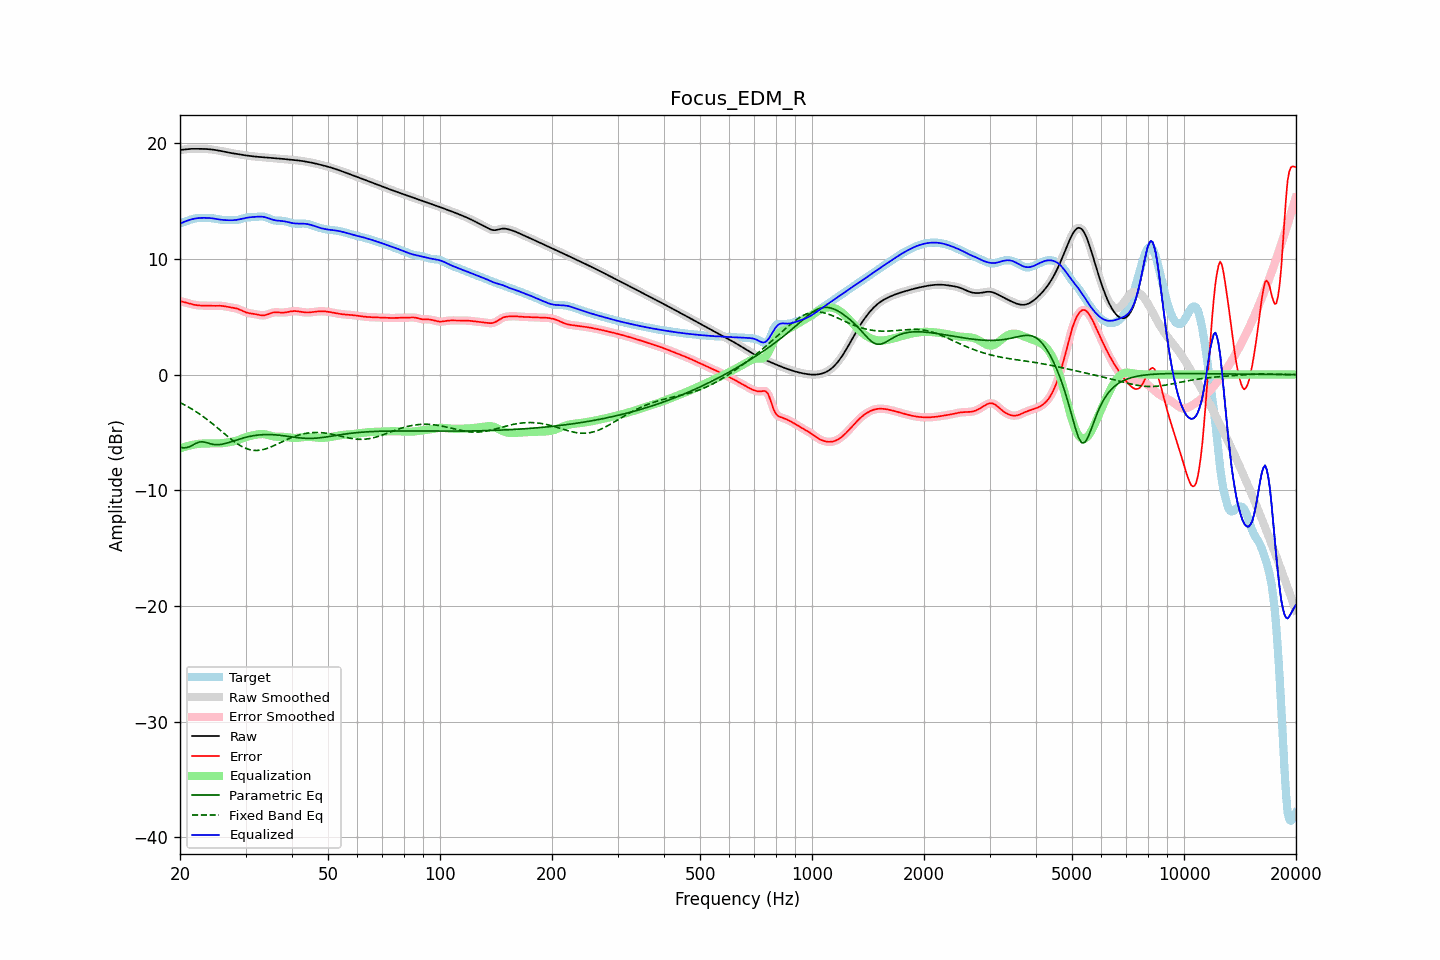 Focus_EDM_R
Amplitude (dBr)
20
10
0
−10
−20
−30
−40
Target
Raw Smoothed
Error Smoothed
Raw
Error
Equalization
Parametric Eq
Fixed Band Eq
Equalized
20 50 100 200 500 1000 2000 5000 10000 20000
Frequency (Hz)